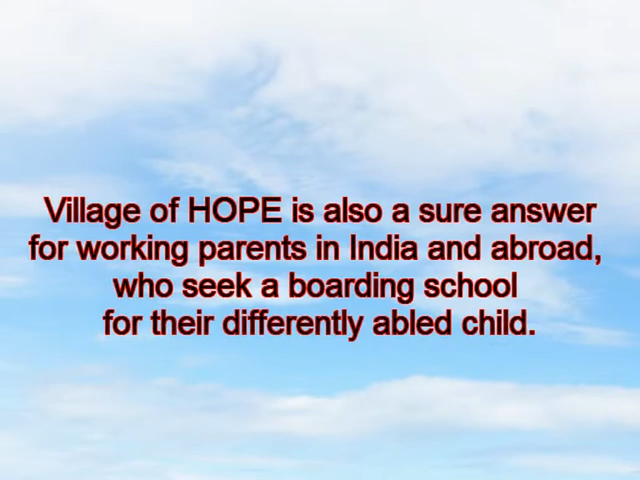 Village of HOPE is also a sure answer
for working parents in India and abroad,
who seek a boarding school
for their differently abled child.